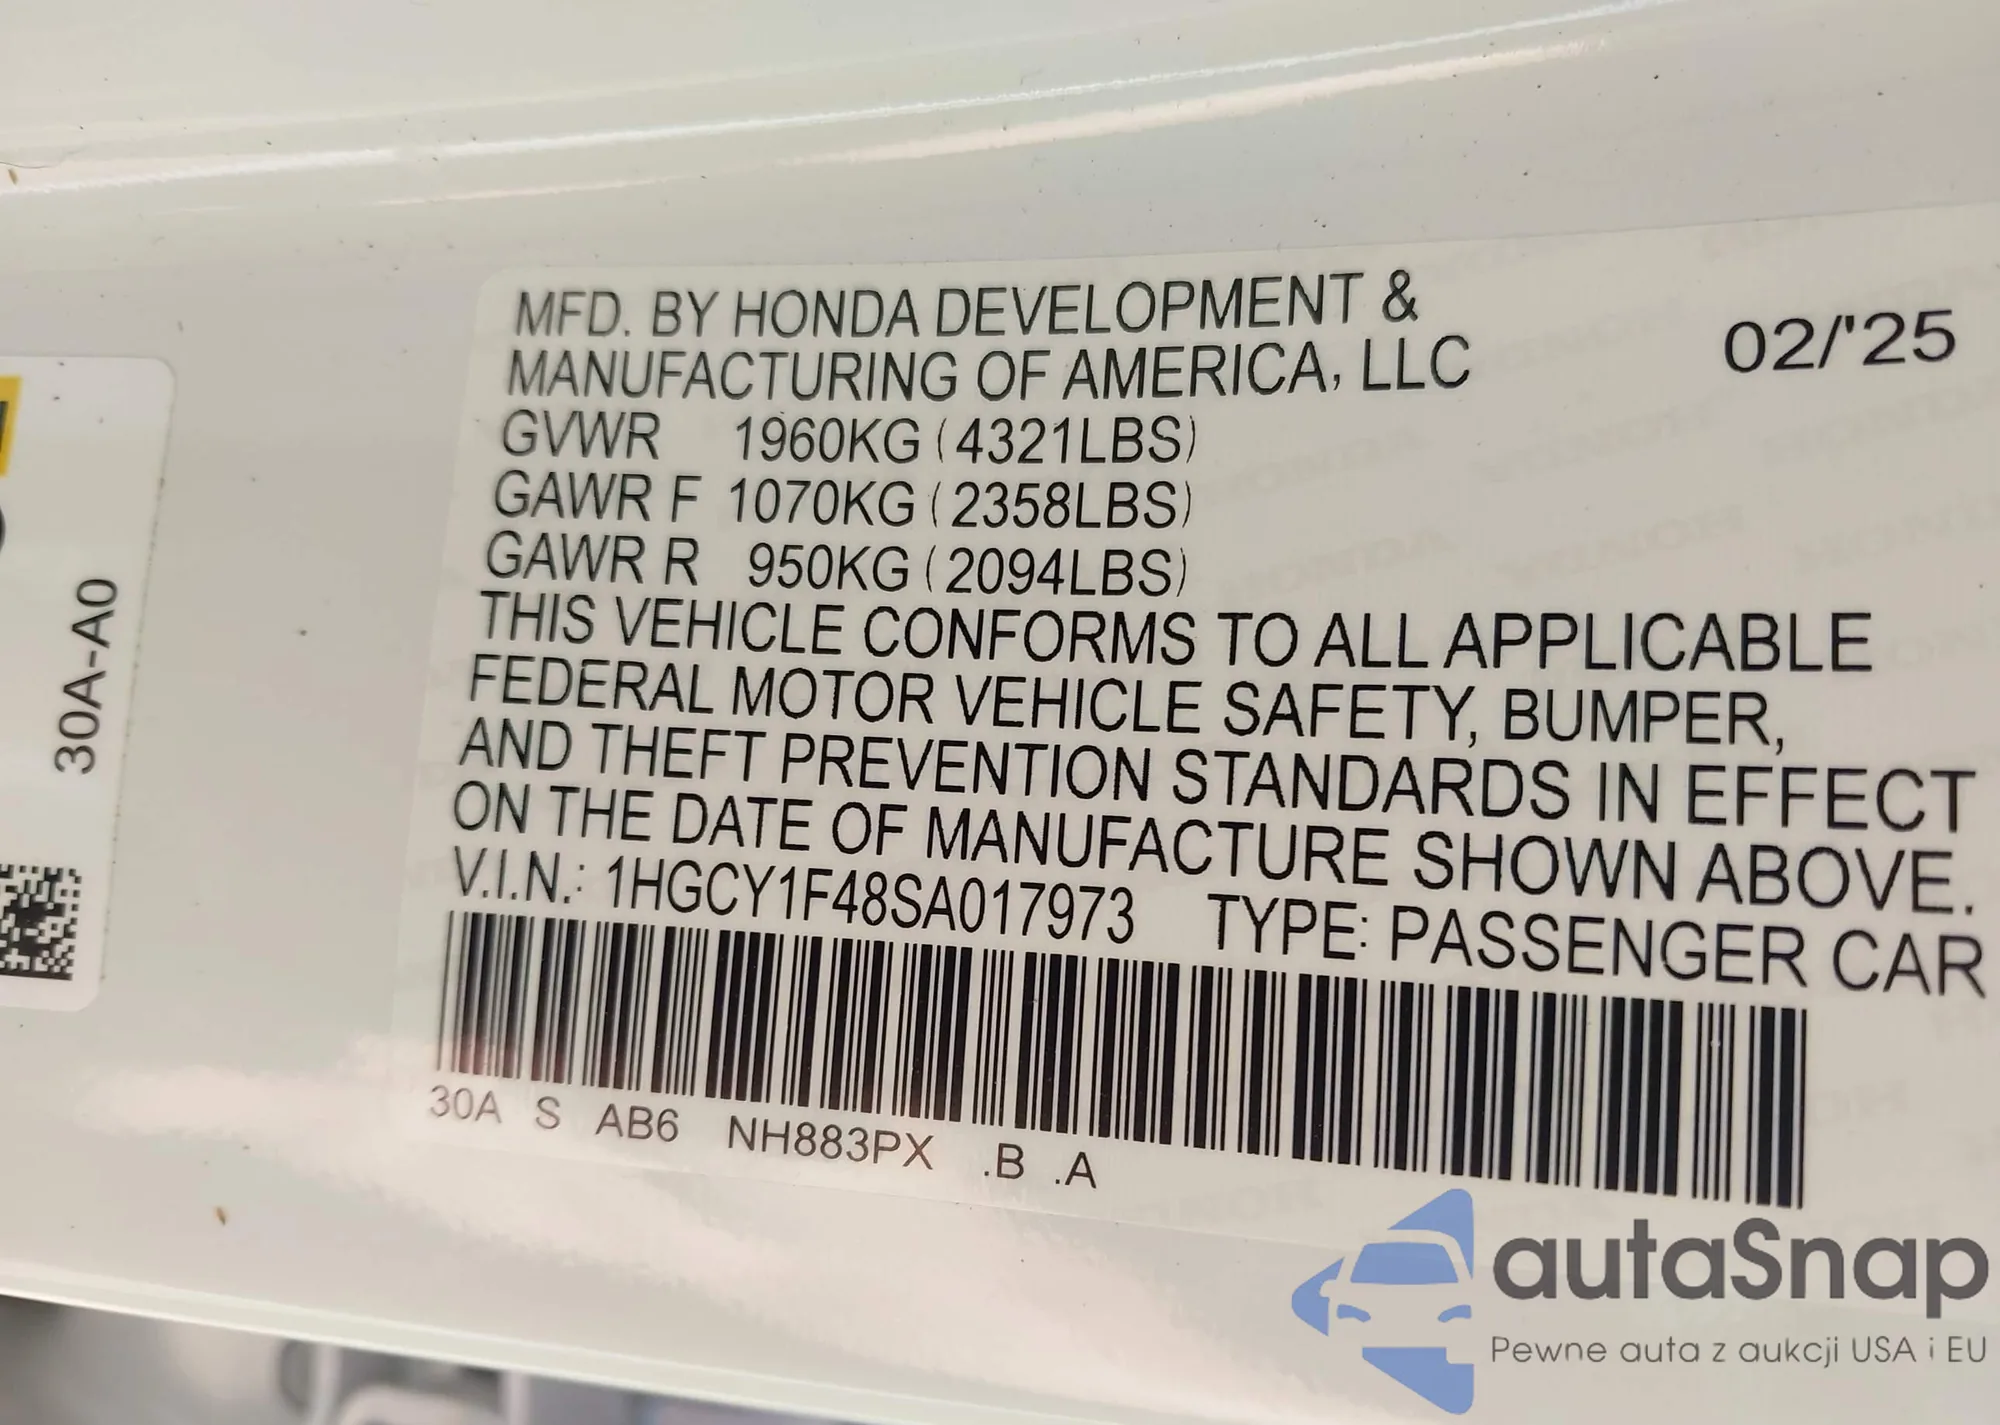 MFD. BY HONDA DEVELOPMENT &
MANUFACTURING OF AMERICA, LLC
02/'25
GVWR 1960KG (4321LBS)
GAWR F 1070KG (2358LBS)
GAWR R 950KG (2094LBS)
THIS VEHICLE CONFORMS TO ALL APPLICABLE
FEDERAL MOTOR VEHICLE SAFETY, BUMPER,
AND THEFT PREVENTION STANDARDS IN EFFECT
ON THE DATE OF MANUFACTURE SHOWN ABOVE.
V.I.N.: 1HGCY1F48SA017973 TYPE: PASSENGER CAR
30A S AB6 NH883PX .B .A
30A-A0
autaSnap
Pewne auta z aukcji USA i EU